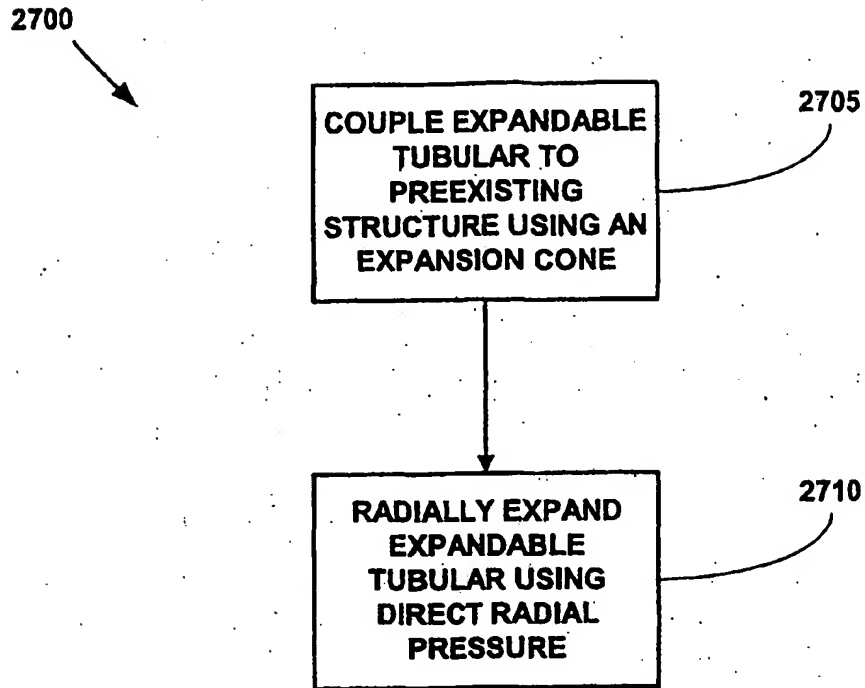 2700
2705
COUPLE EXPANDABLE
TUBULAR TO
PREEXISTING
STRUCTURE USING AN
EXPANSION CONE
2710
RADIALLY EXPAND
EXPANDABLE
TUBULAR USING
DIRECT RADIAL
PRESSURE